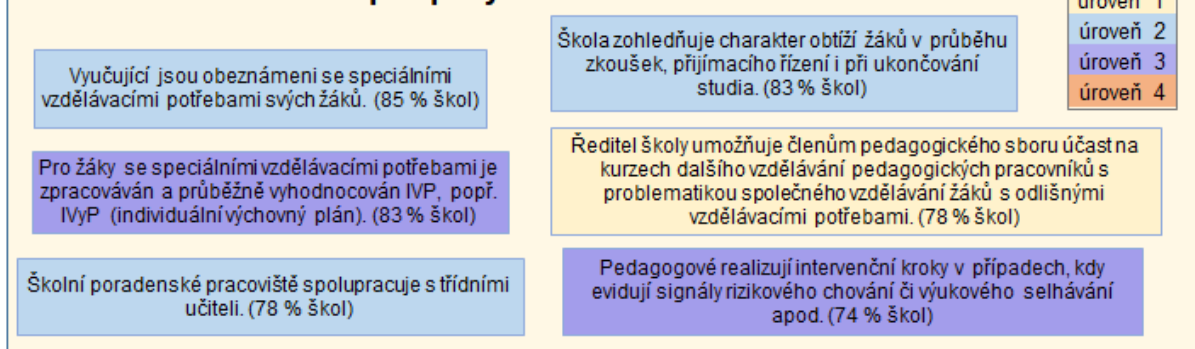 úroveň 1
úroveň 2
úroveň 3
úroveň 4
Vyučující jsou obeznámeni se speciálními
vzdělávacími potřebami svých žáků. (85 % škol)
Škola zohledňuje charakter obtíží žáků v průběhu
zkoušek, přijímacího řízení i při ukončování
studia. (83 % škol)
Pro žáky se speciálními vzdělávacími potřebami je
zpracováván a průběžně vyhodnocován IVP, popř.
IVyP (individuální výchovný plán). (83 % škol)
Ředitel školy umožňuje členům pedagogického sboru účast na
kurzech dalšího vzdělávání pedagogických pracovníků s
problematikou společného vzdělávání žáků s odlišnými
vzdělávacími potřebami. (78 % škol)
Školní poradenské pracoviště spolupracuje s třídními
učiteli. (78 % škol)
Pedagogové realizují intervenční kroky v případech, kdy
evidují signály rizikového chování či výukového selhávání
apod. (74 % škol)